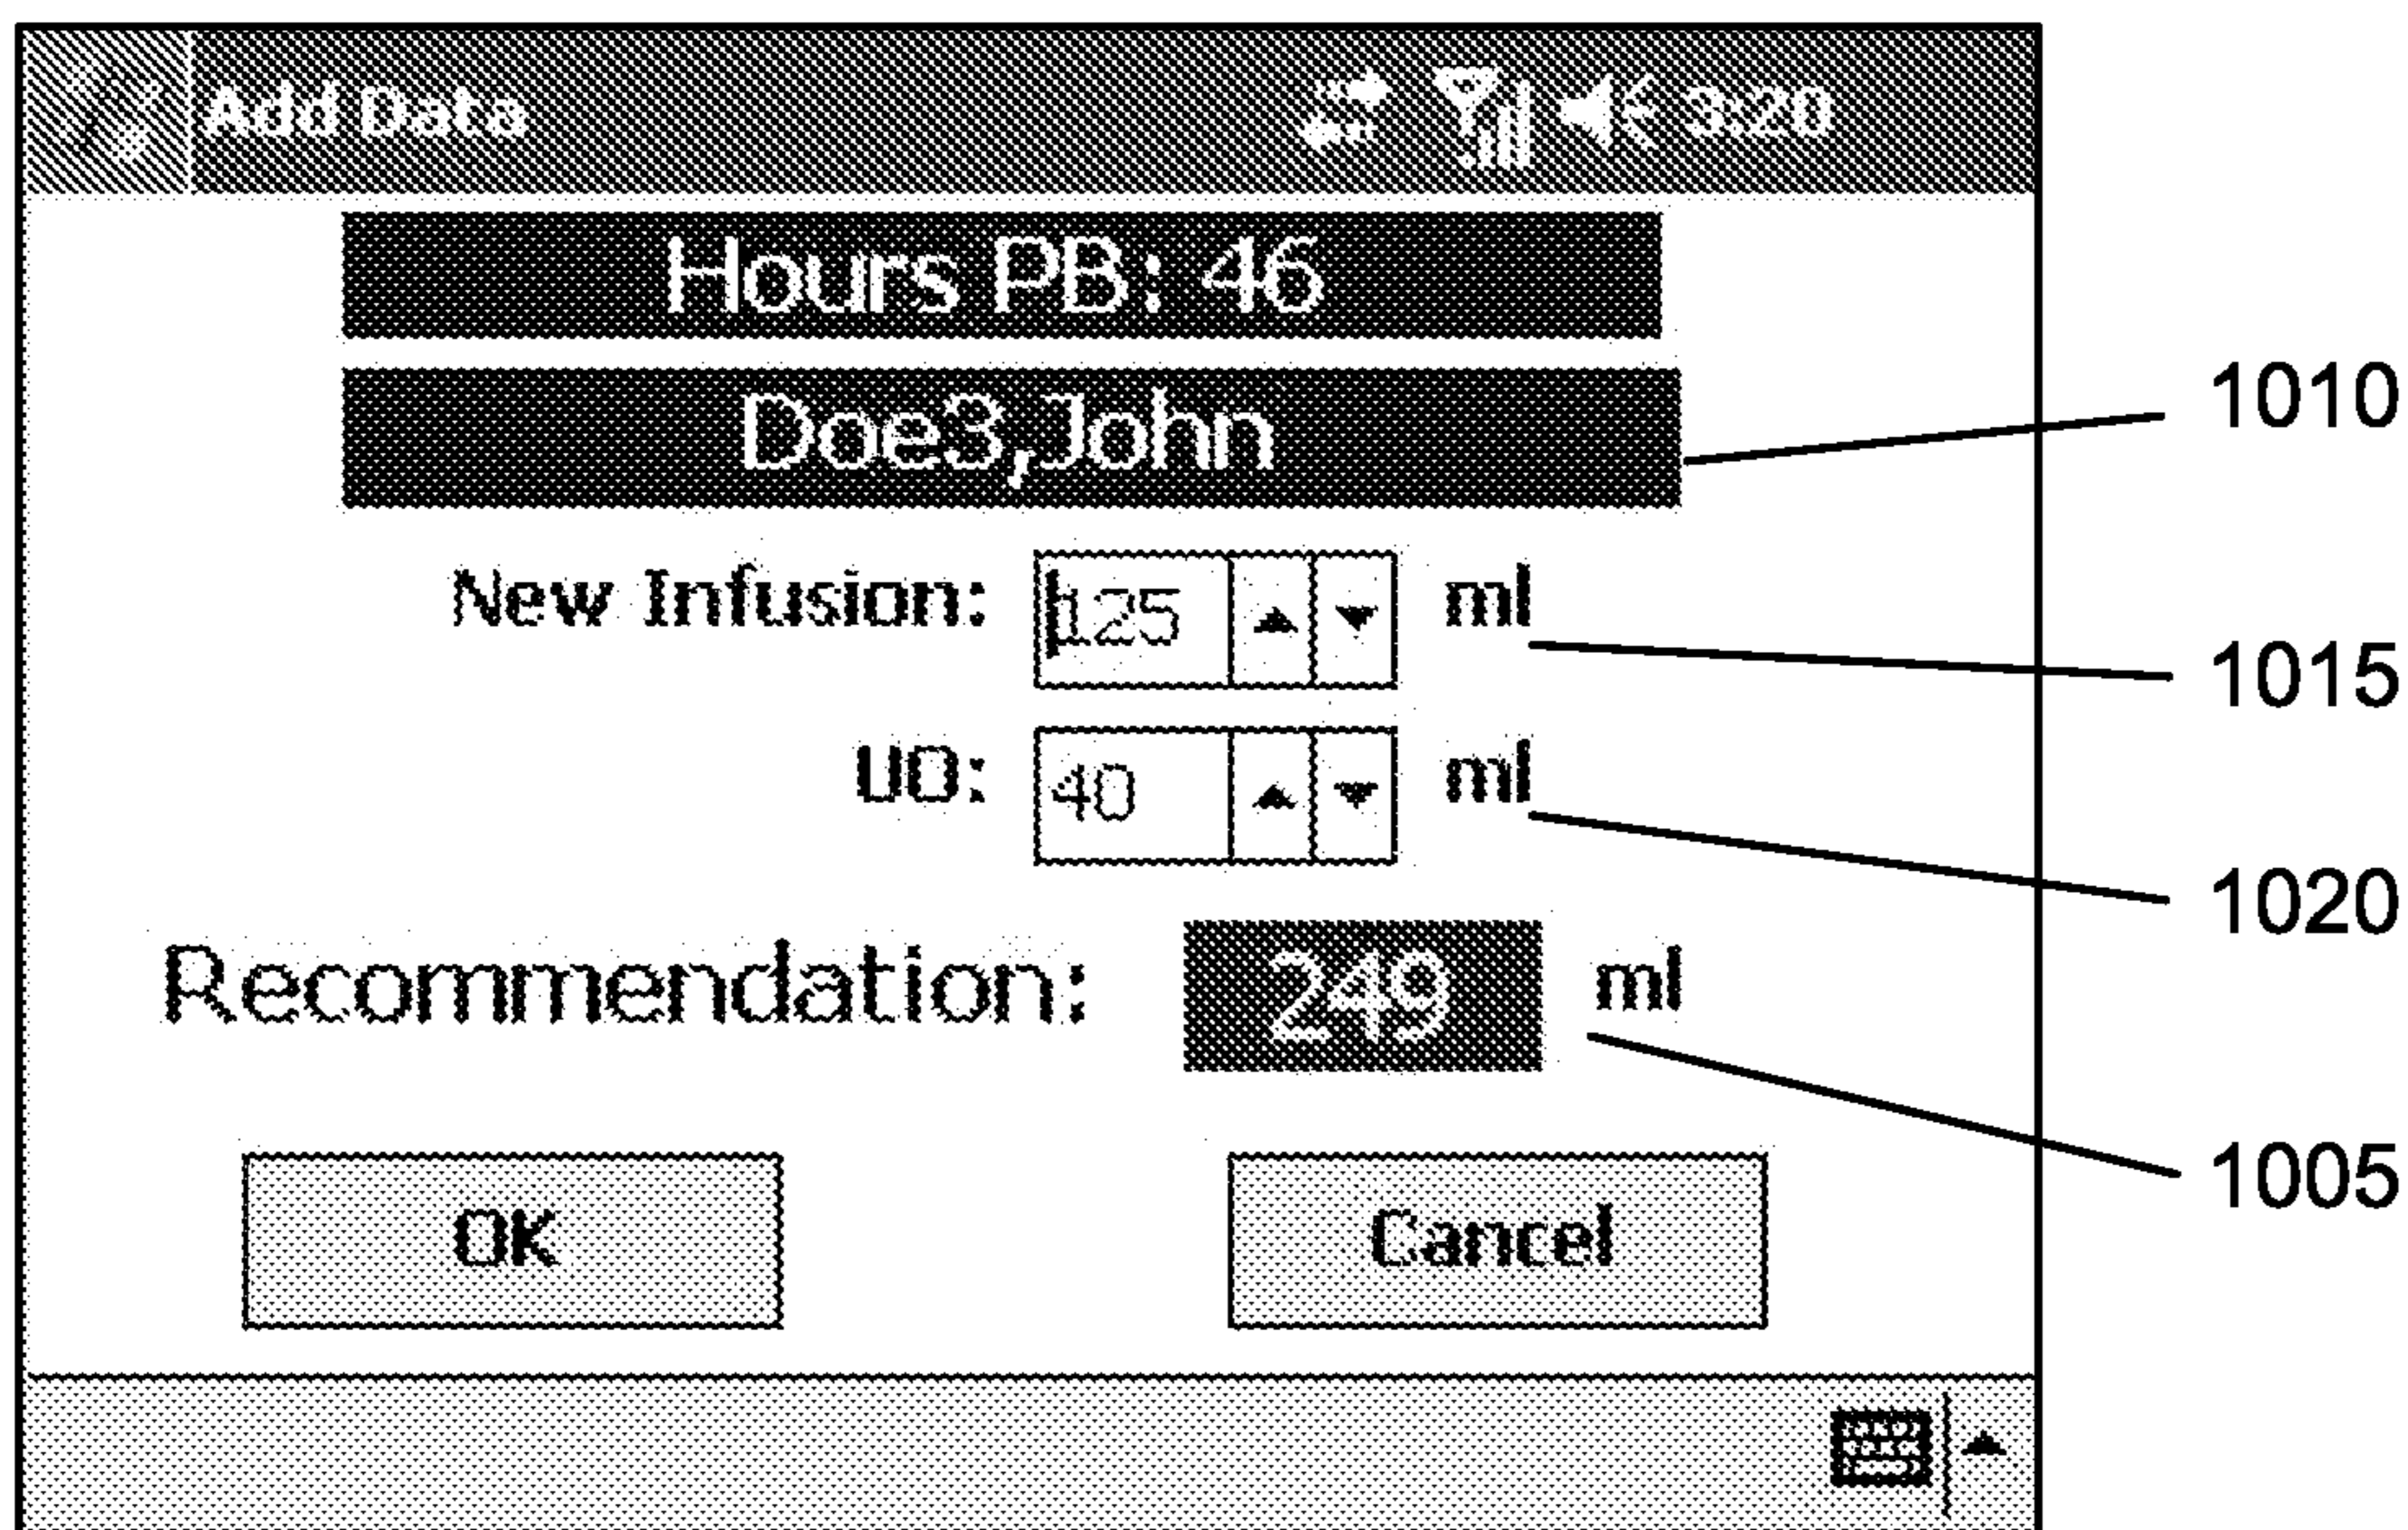 Add Data 3:20
Hours PB: 46
Doe3,John
1010
New Infusion: 125 ml
1015
UO: 40 ml
1020
Recommendation: 249 ml
1005
OK Cancel